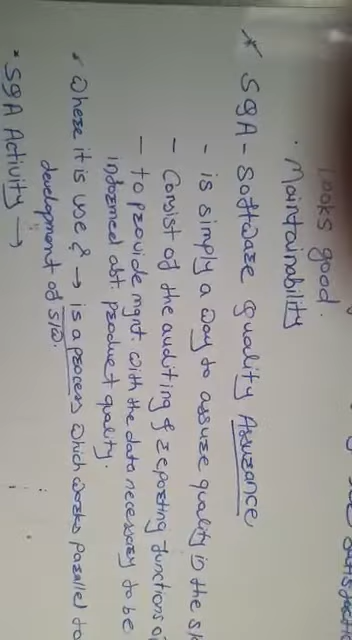 looks good.
• Maintainability
* SQA - Software Quality Assurance
- is simply a way to assure quality in the s/
- Consist of the auditing & reporting functions of
- to provide mgnt. with the data necessary to be
informed abt. product quality.
• Where it is use & → is a process which works parallel to
development of s/w.
• SQA Activity →